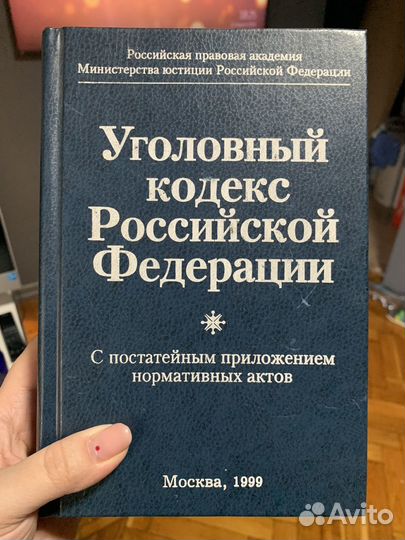 Российская правовая академия
Министерства юстиции Российской Федерации
Уголовный
кодекс
Российской
Федерации
С постатейным приложением
нормативных актов
Москва, 1999
Avito